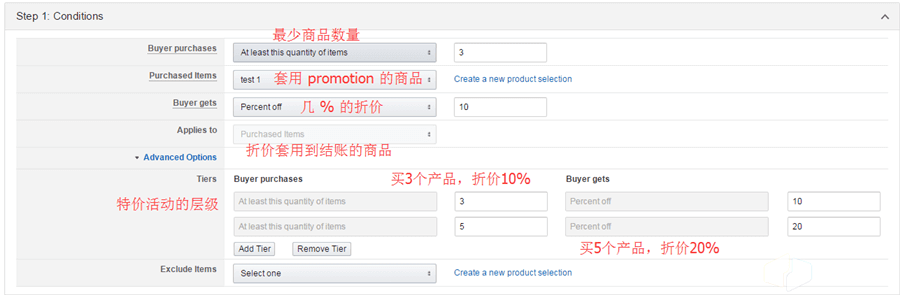 Step 1: Conditions
最少商品数量
Buyer purchases At least this quantity of items 3
Purchased Items test 1 套用 promotion 的商品 Create a new product selection
Buyer gets Percent off 几 % 的折价 10
Applies to Purchased Items
折价套用到结账的商品
Advanced Options
Tiers Buyer purchases 买3个产品，折价10% Buyer gets
特价活动的层级 At least this quantity of items 3 Percent off 10
At least this quantity of items 5 Percent off 20
Add Tier Remove Tier 买5个产品，折价20%
Exclude Items Select one Create a new product selection